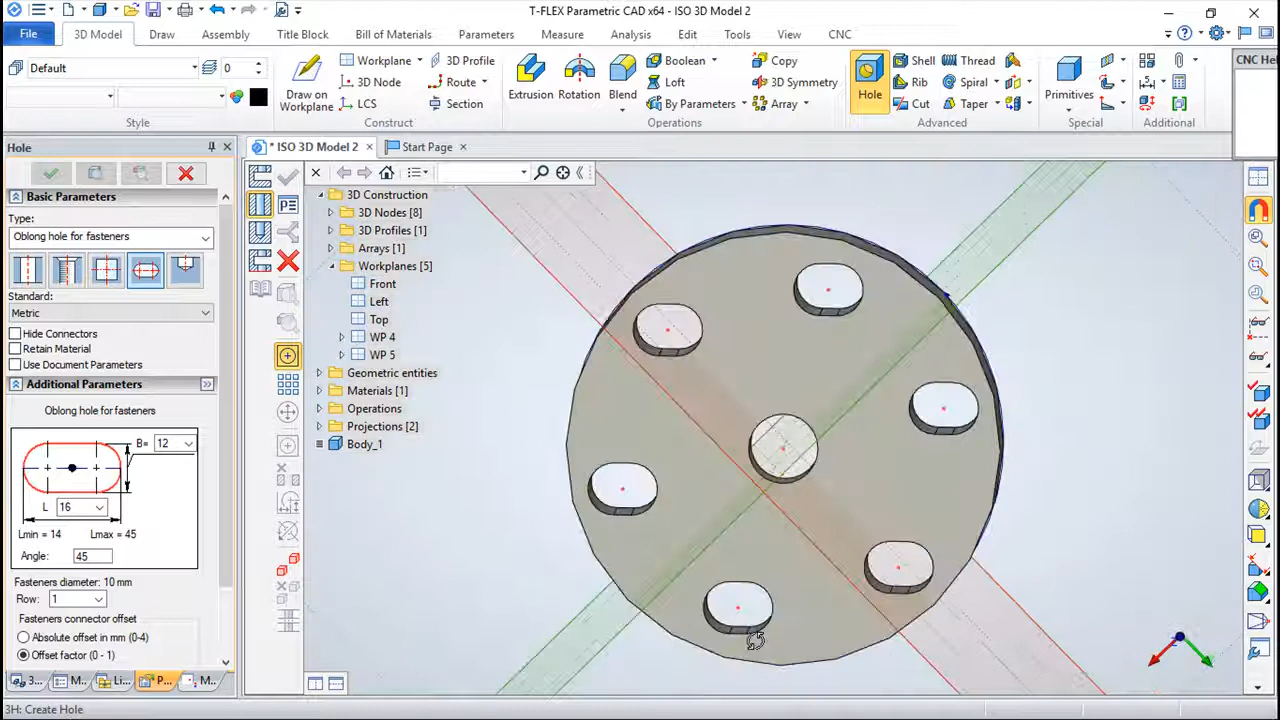 T-FLEX Parametric CAD x64 - ISO 3D Model 2
File
3D Model
Draw
Assembly
Title Block
Bill of Materials
Parameters
Measure
Analysis
Edit
Tools
View
CNC
Default
0
Style
Draw on
Workplane
Workplane
3D Node
LCS
3D Profile
Route
Section
Construct
Extrusion
Rotation
Blend
Boolean
Loft
By Parameters
Copy
3D Symmetry
Array
Operations
Hole
Shell
Rib
Cut
Thread
Spiral
Taper
Advanced
Primitives
Special
Additional
CNC Hel
Hole
* ISO 3D Model 2
Start Page
Basic Parameters
Type:
Oblong hole for fasteners
Standard:
Metric
Hide Connectors
Retain Material
Use Document Parameters
Additional Parameters
Oblong hole for fasteners
B= 12
L 16
Lmin = 14 Lmax = 45
Angle: 45
Fasteners diameter: 10 mm
Row: 1
Fasteners connector offset
Absolute offset in mm (0-4)
Offset factor (0 - 1)
3...
M...
Li...
P...
M...
3D Construction
3D Nodes [8]
3D Profiles [1]
Arrays [1]
Workplanes [5]
Front
Left
Top
WP 4
WP 5
Geometric entities
Materials [1]
Operations
Projections [2]
Body_1
3H: Create Hole